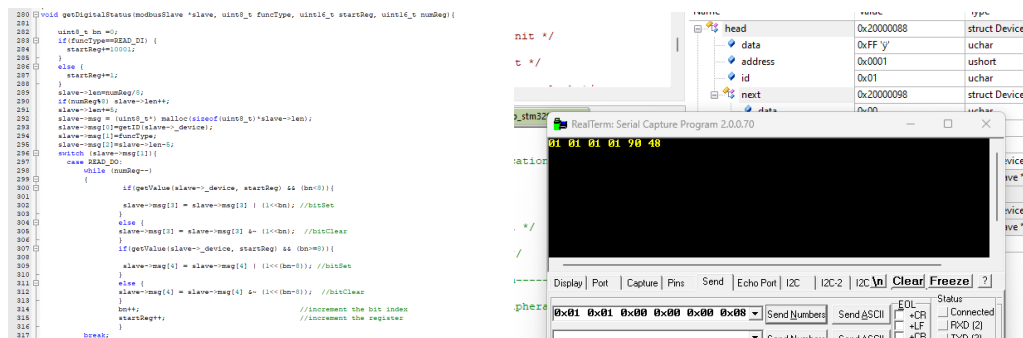 280 void getDigitalStatus(modbusSlave *slave, uint8_t funcType, uint16_t startReg, uint16_t numReg){
281
282 uint8_t bn =0;
283 if(funcType==READ_DI) {
284 startReg+=10001;
285 }
286 else {
287 startReg+=1;
288 }
289 slave->len=numReg/8;
290 if(numReg%8) slave->len++;
291 slave->len+=5;
292 slave->msg = (uint8_t*) malloc(sizeof(uint8_t)*slave->len);
293 slave->msg[0]=getID(slave->_device);
294 slave->msg[1]=funcType;
295 slave->msg[2]=slave->len-5;
296 switch (slave->msg[1]){
297 case READ_DO:
298 while (numReg--)
299 {
300 if(getValue(slave->_device, startReg) && (bn<8)){
301
302 slave->msg[3] = slave->msg[3] | (1<<bn); //bitSet
303 }
304 else {
305 slave->msg[3] = slave->msg[3] &~ (1<<bn); //bitClear
306 }
307 if(getValue(slave->_device, startReg) && (bn>=8)){
308
309 slave->msg[4] = slave->msg[4] | (1<<(bn-8)); //bitSet
310 }
311 else {
312 slave->msg[4] = slave->msg[4] &~ (1<<(bn-8)); //bitClear
313 }
314 bn++; //increment the bit index
315 startReg++; //increment the register
316 }
317 break;
nit */
t */
Name Value Type
head 0x20000088 struct Device
data 0xFF 'ÿ' uchar
address 0x0001 ushort
id 0x01 uchar
next 0x20000098 struct Device
data 0x00 uchar
RealTerm: Serial Capture Program 2.0.0.70
01 01 01 01 90 48
*/
/
Display Port Capture Pins Send Echo Port I2C I2C-2 I2C \n Clear Freeze ?
0x01 0x01 0x00 0x00 0x00 0x08 Send Numbers Send ASCII
EOL
+CR
+LF
+CR
Status
Connected
RXD (2)
TXD (3)
Send Numbers Send ASCII